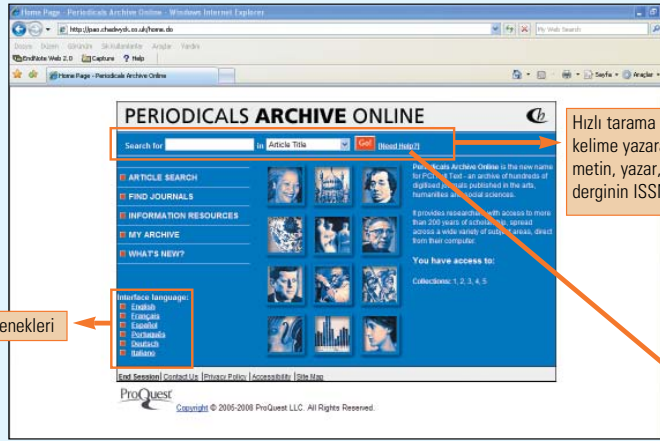 Home Page - Periodicals Archive Online - Windows Internet Explorer
http://pao.chadwyck.co.uk/home.do
My Web Search
Dosya Düzen Görünüm Sık Kullanılanlar Araçlar Yardım
EndNote Web 2.0 Capture Help
Home Page - Periodicals Archive Online
Sayfa Araçlar
PERIODICALS ARCHIVE ONLINE
Search for in Article Title Go! [Need Help?]
ARTICLE SEARCH
FIND JOURNALS
INFORMATION RESOURCES
MY ARCHIVE
WHAT'S NEW?
Interface language:
English
Français
Español
Português
Deutsch
Italiano
Periodicals Archive Online is the new name
for PCI Full Text - an archive of hundreds of
digitised journals published in the arts,
humanities and social sciences.
It provides researchers with access to more
than 200 years of scholarship, spread
across a wide variety of subject areas, direct
from their computer.
You have access to:
Collections: 1, 2, 3, 4, 5
End Session | Contact Us | Privacy Policy | Accessibility | Site Map
ProQuest
Copyright © 2005-2008 ProQuest LLC. All Rights Reserved.
Hızlı tarama
kelime yazara
metin, yazar,
derginin ISSN
enekleri